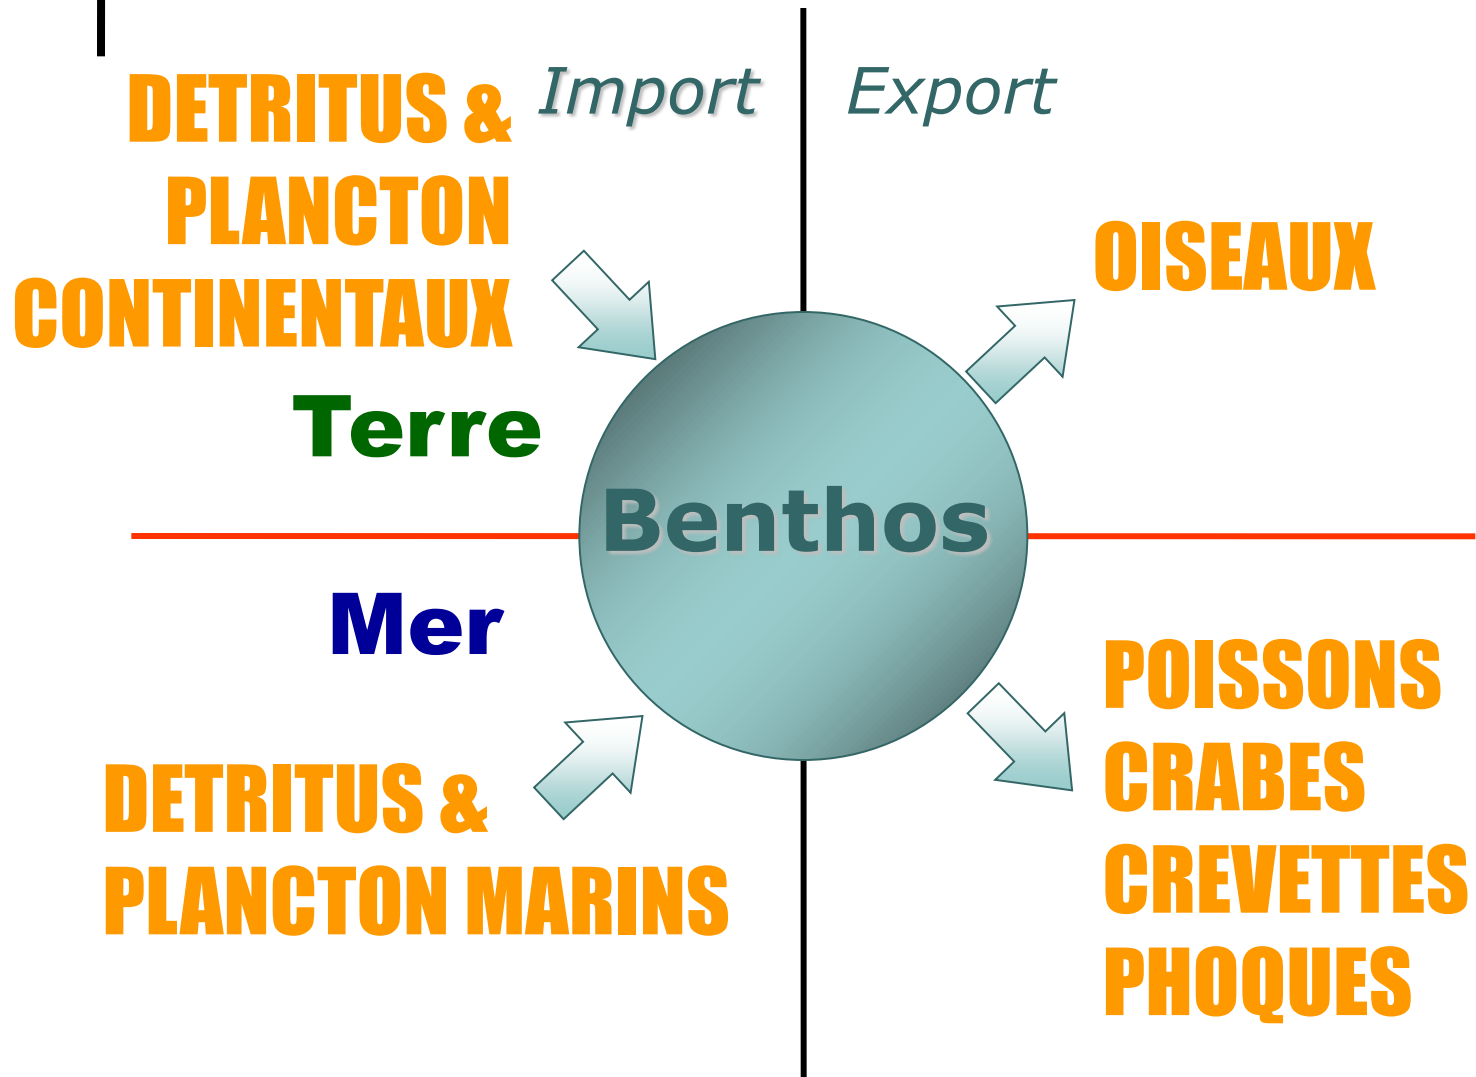 Import
Export
DETRITUS &
PLANCTON
CONTINENTAUX
OISEAUX
Terre
Benthos
Mer
DETRITUS &
PLANCTON MARINS
POISSONS
CRABES
CREVETTES
PHOQUES